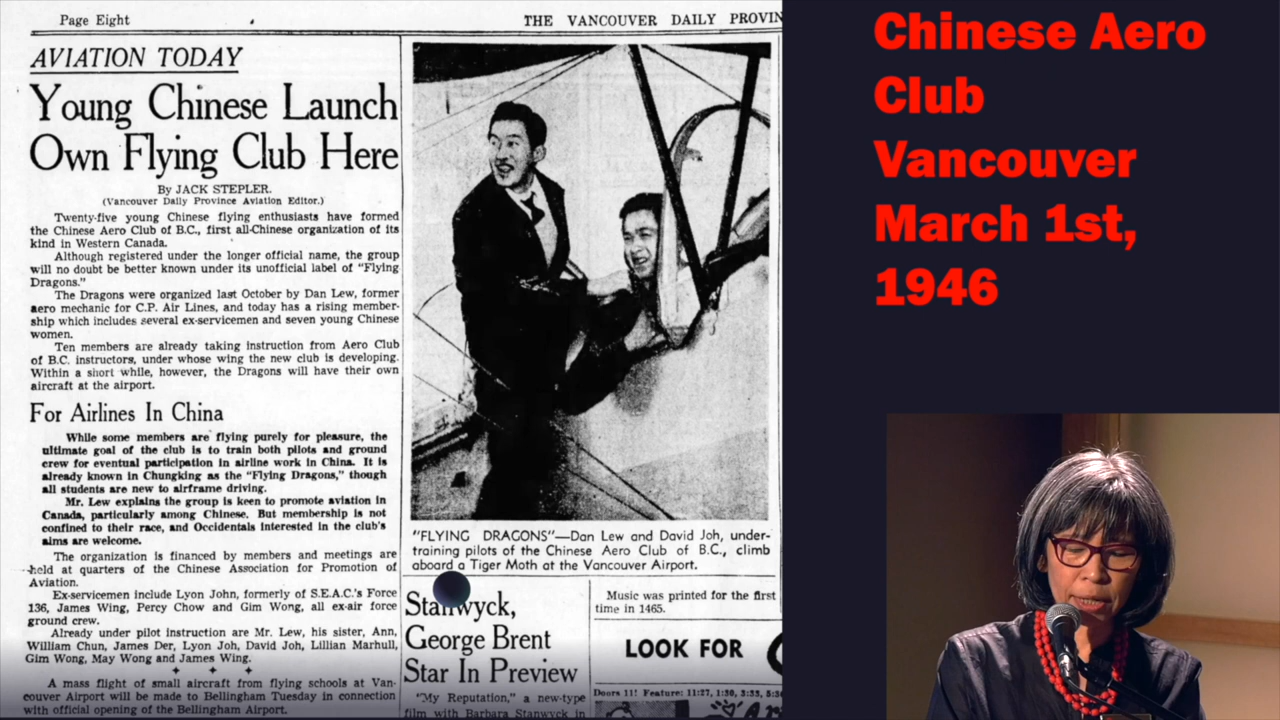 Page Eight
THE VANCOUVER DAILY PROVIN
AVIATION TODAY
Young Chinese Launch
Own Flying Club Here
By JACK STEPLER.
(Vancouver Daily Province Aviation Editor.)
Twenty-five young Chinese flying enthusiasts have formed
the Chinese Aero Club of B.C., first all-Chinese organization of its
kind in Western Canada.
Although registered under the longer official name, the group
will no doubt be better known under its unofficial label of "Flying
Dragons."
The Dragons were organized last October by Dan Lew, former
aero mechanic for C.P. Air Lines, and today has a rising member-
ship which includes several ex-servicemen and seven young Chinese
women.
Ten members are already taking instruction from Aero Club
of B.C. instructors, under whose wing the new club is developing.
Within a short while, however, the Dragons will have their own
aircraft at the airport.
For Airlines In China
While some members are flying purely for pleasure, the
ultimate goal of the club is to train both pilots and ground
crew for eventual participation in airline work in China. It is
already known in Chungking as the "Flying Dragons," though
all students are new to airframe driving.
Mr. Lew explains the group is keen to promote aviation in
Canada, particularly among Chinese. But membership is not
confined to their race, and Occidentals interested in the club's
aims are welcome.
The organization is financed by members and meetings are
held at quarters of the Chinese Association for Promotion of
Aviation.
Ex-servicemen include Lyon John, formerly of S.E.A.C.'s Force
136, James Wing, Percy Chow and Gim Wong, all ex-air force
ground crew.
Already under pilot instruction are Mr. Lew, his sister, Ann,
William Chun, James Der, Lyon Joh, David Joh, Lillian Marhull,
Gim Wong, May Wong and James Wing.
A mass flight of small aircraft from flying schools at Van-
couver Airport will be made to Bellingham Tuesday in connection
with official opening of the Bellingham Airport.
"FLYING DRAGONS"—Dan Lew and David Joh, under-
training pilots of the Chinese Aero Club of B.C., climb
aboard a Tiger Moth at the Vancouver Airport.
Stanwyck,
George Brent
Star In Preview
"My Reputation," a new-type
film with Barbara Stanwyck in
Music was printed for the first
time in 1465.
LOOK FOR
Doors 11! Feature: 11:27, 1:30, 3:33, 5:3
Chinese Aero
Club
Vancouver
March 1st,
1946